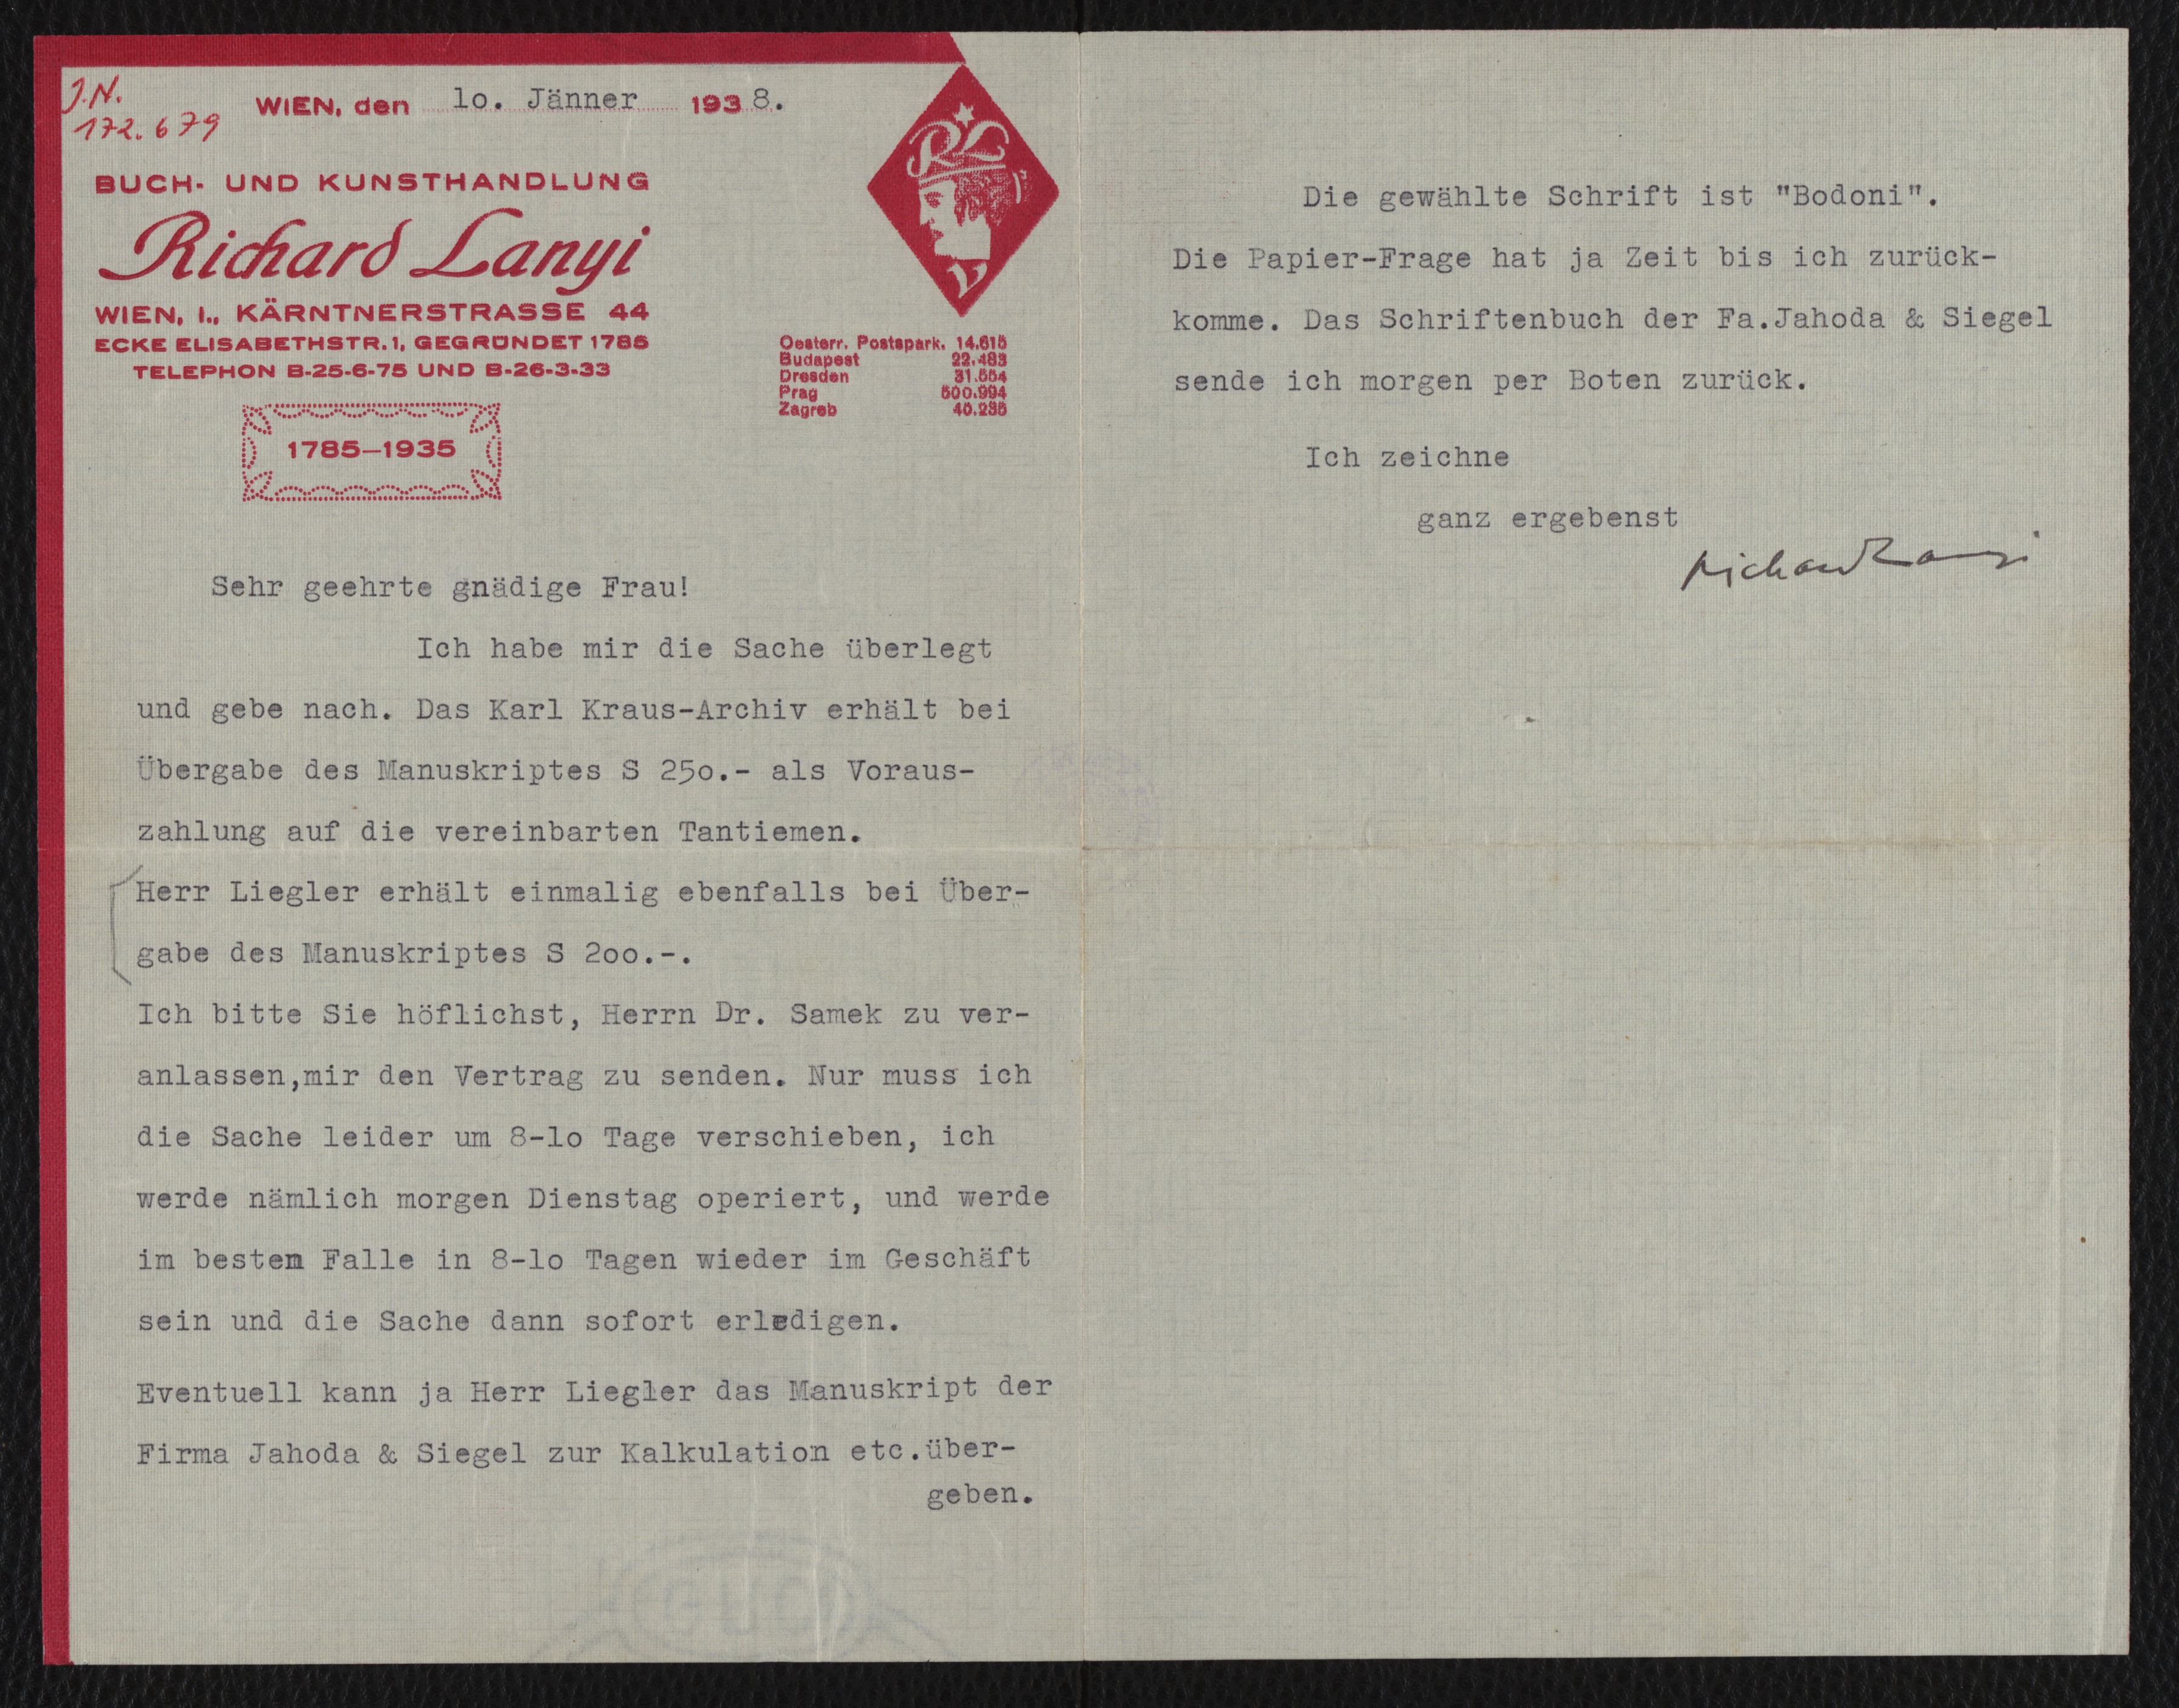 J.N.
172.679
WIEN, den 10. Jänner 1938.
BUCH- UND KUNSTHANDLUNG
Richard Lanyi
WIEN, I., KÄRNTNERSTRASSE 44
ECKE ELISABETHSTR. 1, GEGRÜNDET 1785
TELEPHON B-25-6-75 UND B-26-3-33
1785–1935
RL
Oesterr. Postspark. 14.615
Budapest 22.483
Dresden 31.554
Prag 500.994
Zagreb 40.235
Sehr geehrte gnädige Frau!
Ich habe mir die Sache überlegt
und gebe nach. Das Karl Kraus-Archiv erhält bei
Übergabe des Manuskriptes S 250.- als Voraus-
zahlung auf die vereinbarten Tantiemen.
Herr Liegler erhält einmalig ebenfalls bei Über-
gabe des Manuskriptes S 200.-.
Ich bitte Sie höflichst, Herrn Dr. Samek zu ver-
anlassen,mir den Vertrag zu senden. Nur muss ich
die Sache leider um 8-10 Tage verschieben, ich
werde nämlich morgen Dienstag operiert, und werde
im besten Falle in 8-10 Tagen wieder im Geschäft
sein und die Sache dann sofort erledigen.
Eventuell kann ja Herr Liegler das Manuskript der
Firma Jahoda & Siegel zur Kalkulation etc.über-
geben.
Die gewählte Schrift ist "Bodoni".
Die Papier-Frage hat ja Zeit bis ich zurück-
komme. Das Schriftenbuch der Fa.Jahoda & Siegel
sende ich morgen per Boten zurück.
Ich zeichne
ganz ergebenst
Richard Lanyi